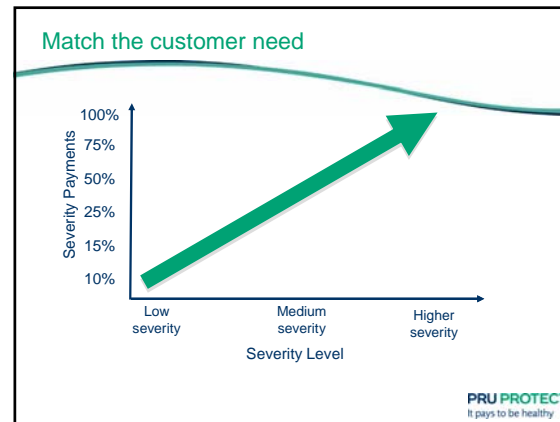 Match the customer need
100%
75%
50%
25%
15%
10%
Severity Payments
Low
severity
Medium
severity
Higher
severity
Severity Level
PRU PROTEC
It pays to be healthy